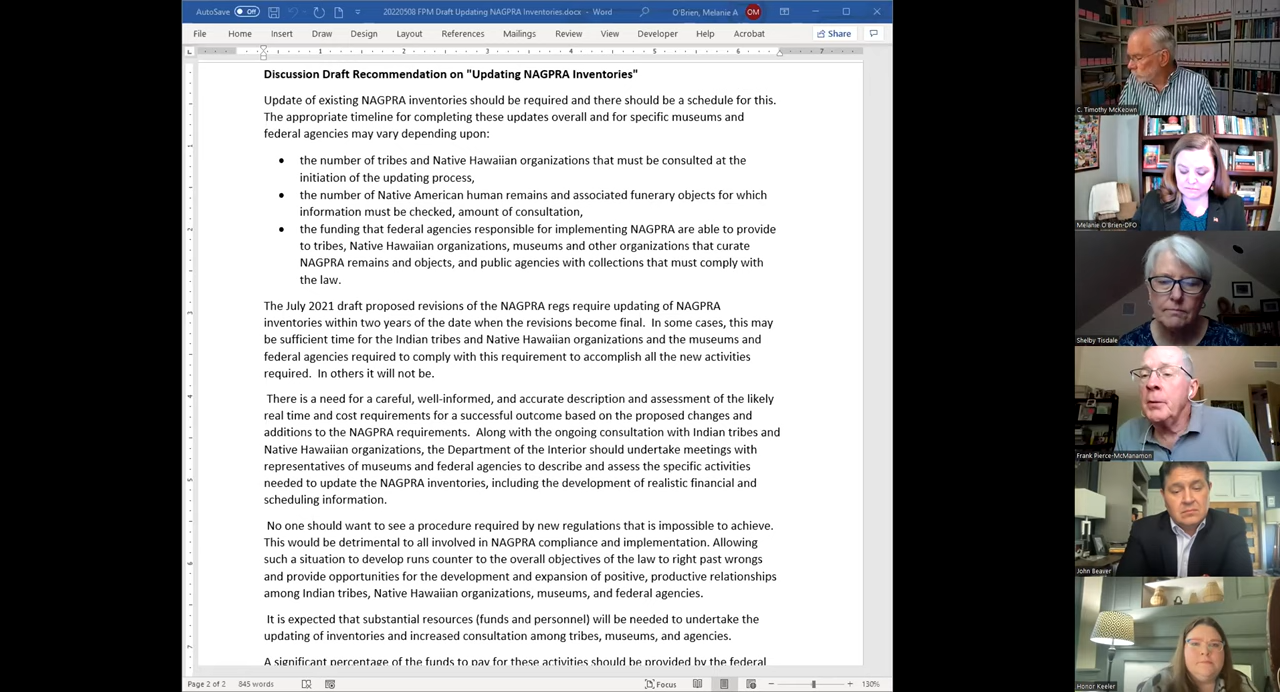 AutoSave Off
20220508 FPM Draft Updating NAGPRA Inventories.docx - Word
O'Brien, Melanie A
OM
File Home Insert Draw Design Layout References Mailings Review View Developer Help Acrobat Share
Discussion Draft Recommendation on "Updating NAGPRA Inventories"
Update of existing NAGPRA inventories should be required and there should be a schedule for this.
The appropriate timeline for completing these updates overall and for specific museums and
federal agencies may vary depending upon:
• the number of tribes and Native Hawaiian organizations that must be consulted at the
initiation of the updating process,
• the number of Native American human remains and associated funerary objects for which
information must be checked, amount of consultation,
• the funding that federal agencies responsible for implementing NAGPRA are able to provide
to tribes, Native Hawaiian organizations, museums and other organizations that curate
NAGPRA remains and objects, and public agencies with collections that must comply with
the law.
The July 2021 draft proposed revisions of the NAGPRA regs require updating of NAGPRA
inventories within two years of the date when the revisions become final. In some cases, this may
be sufficient time for the Indian tribes and Native Hawaiian organizations and the museums and
federal agencies required to comply with this requirement to accomplish all the new activities
required. In others it will not be.
There is a need for a careful, well-informed, and accurate description and assessment of the likely
real time and cost requirements for a successful outcome based on the proposed changes and
additions to the NAGPRA requirements. Along with the ongoing consultation with Indian tribes and
Native Hawaiian organizations, the Department of the Interior should undertake meetings with
representatives of museums and federal agencies to describe and assess the specific activities
needed to update the NAGPRA inventories, including the development of realistic financial and
scheduling information.
No one should want to see a procedure required by new regulations that is impossible to achieve.
This would be detrimental to all involved in NAGPRA compliance and implementation. Allowing
such a situation to develop runs counter to the overall objectives of the law to right past wrongs
and provide opportunities for the development and expansion of positive, productive relationships
among Indian tribes, Native Hawaiian organizations, museums, and federal agencies.
It is expected that substantial resources (funds and personnel) will be needed to undertake the
updating of inventories and increased consultation among tribes, museums, and agencies.
A significant percentage of the funds to pay for these activities should be provided by the federal
Page 2 of 2 845 words Focus 130%
C. Timothy McKeown
Melanie O'Brien-DFO
Shelby Tisdale
Frank Pierce-McManamon
John Beaver
Honor Keeler